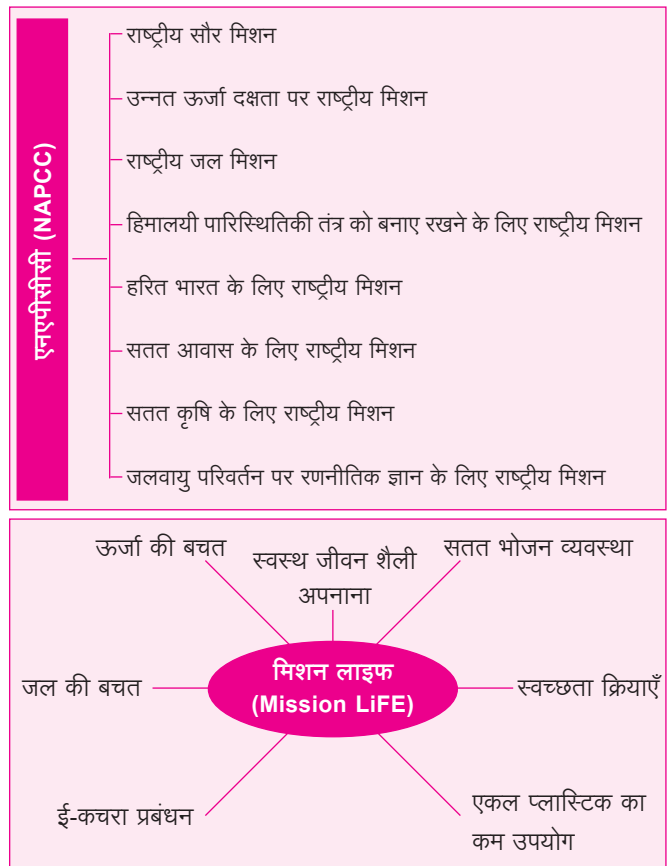 एनएपीसीसी (NAPCC)
राष्ट्रीय सौर मिशन
उन्नत ऊर्जा दक्षता पर राष्ट्रीय मिशन
राष्ट्रीय जल मिशन
हिमालयी पारिस्थितिकी तंत्र को बनाए रखने के लिए राष्ट्रीय मिशन
हरित भारत के लिए राष्ट्रीय मिशन
सतत आवास के लिए राष्ट्रीय मिशन
सतत कृषि के लिए राष्ट्रीय मिशन
जलवायु परिवर्तन पर रणनीतिक ज्ञान के लिए राष्ट्रीय मिशन
ऊर्जा की बचत
स्वस्थ जीवन शैली
अपनाना
सतत भोजन व्यवस्था
मिशन लाइफ
(Mission LiFE)
जल की बचत
स्वच्छता क्रियाएँ
ई-कचरा प्रबंधन
एकल प्लास्टिक का
कम उपयोग